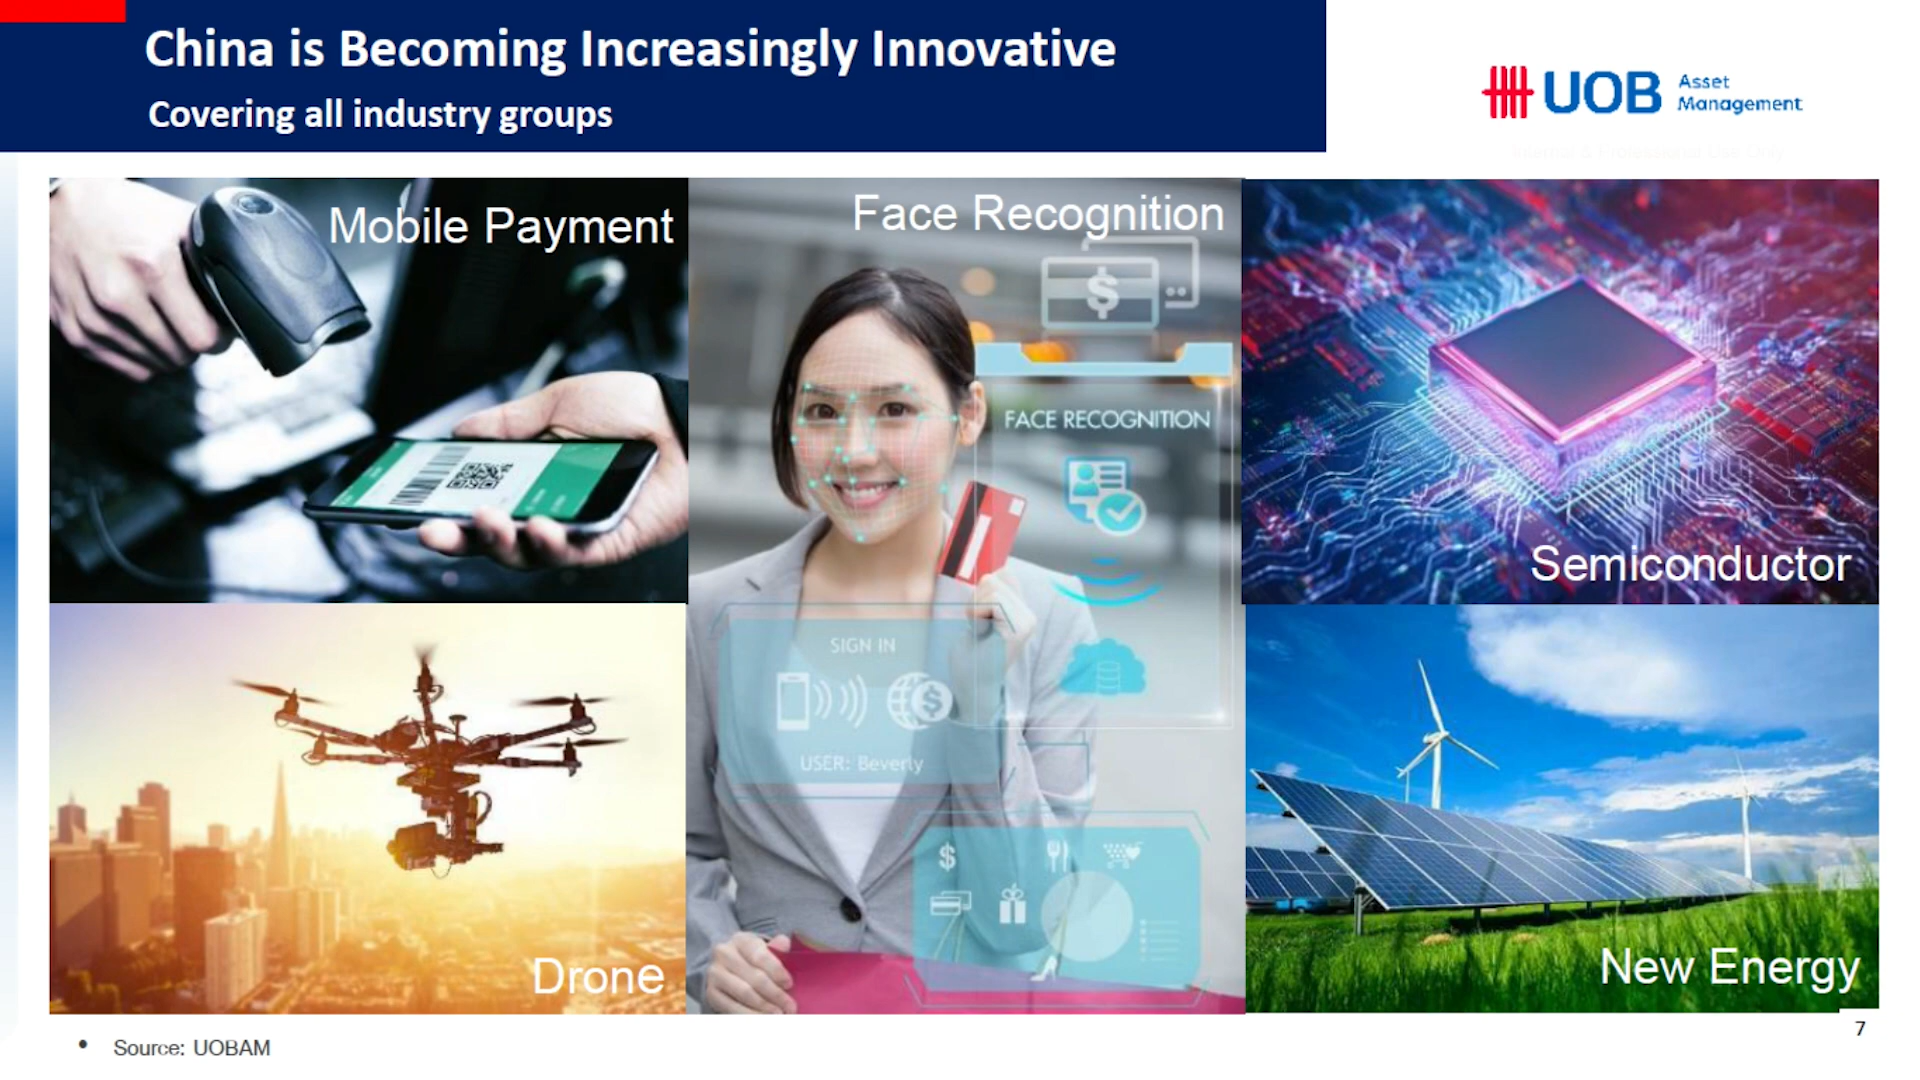 China is Becoming Increasingly Innovative
Covering all industry groups
UOB Asset
Management
Mobile Payment
Face Recognition
FACE RECOGNITION
Semiconductor
SIGN IN
USER: Beverly
Drone
New Energy
7
• Source: UOBAM